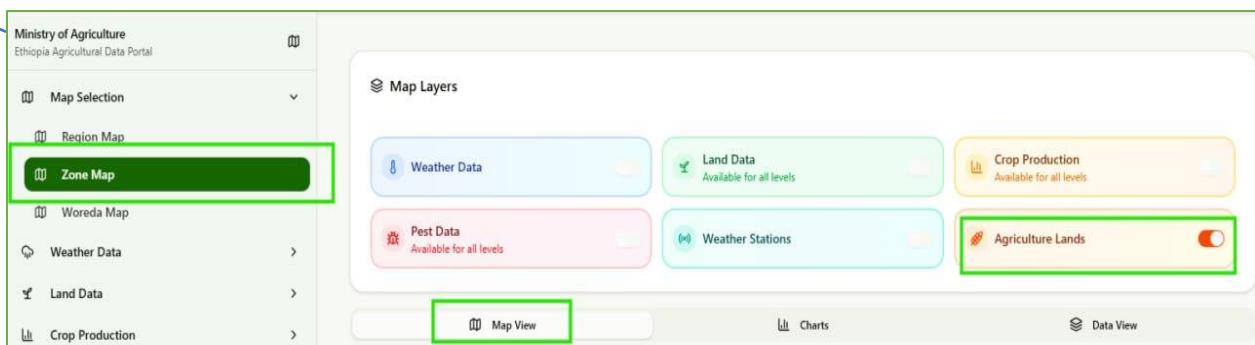 Ministry of Agriculture
Ethiopia Agricultural Data Portal
Map Selection
Region Map
Zone Map
Woreda Map
Weather Data
Land Data
Crop Production
Map Layers
Weather Data
Land Data
Available for all levels
Crop Production
Available for all levels
Pest Data
Available for all levels
Weather Stations
Agriculture Lands
Map View
Charts
Data View